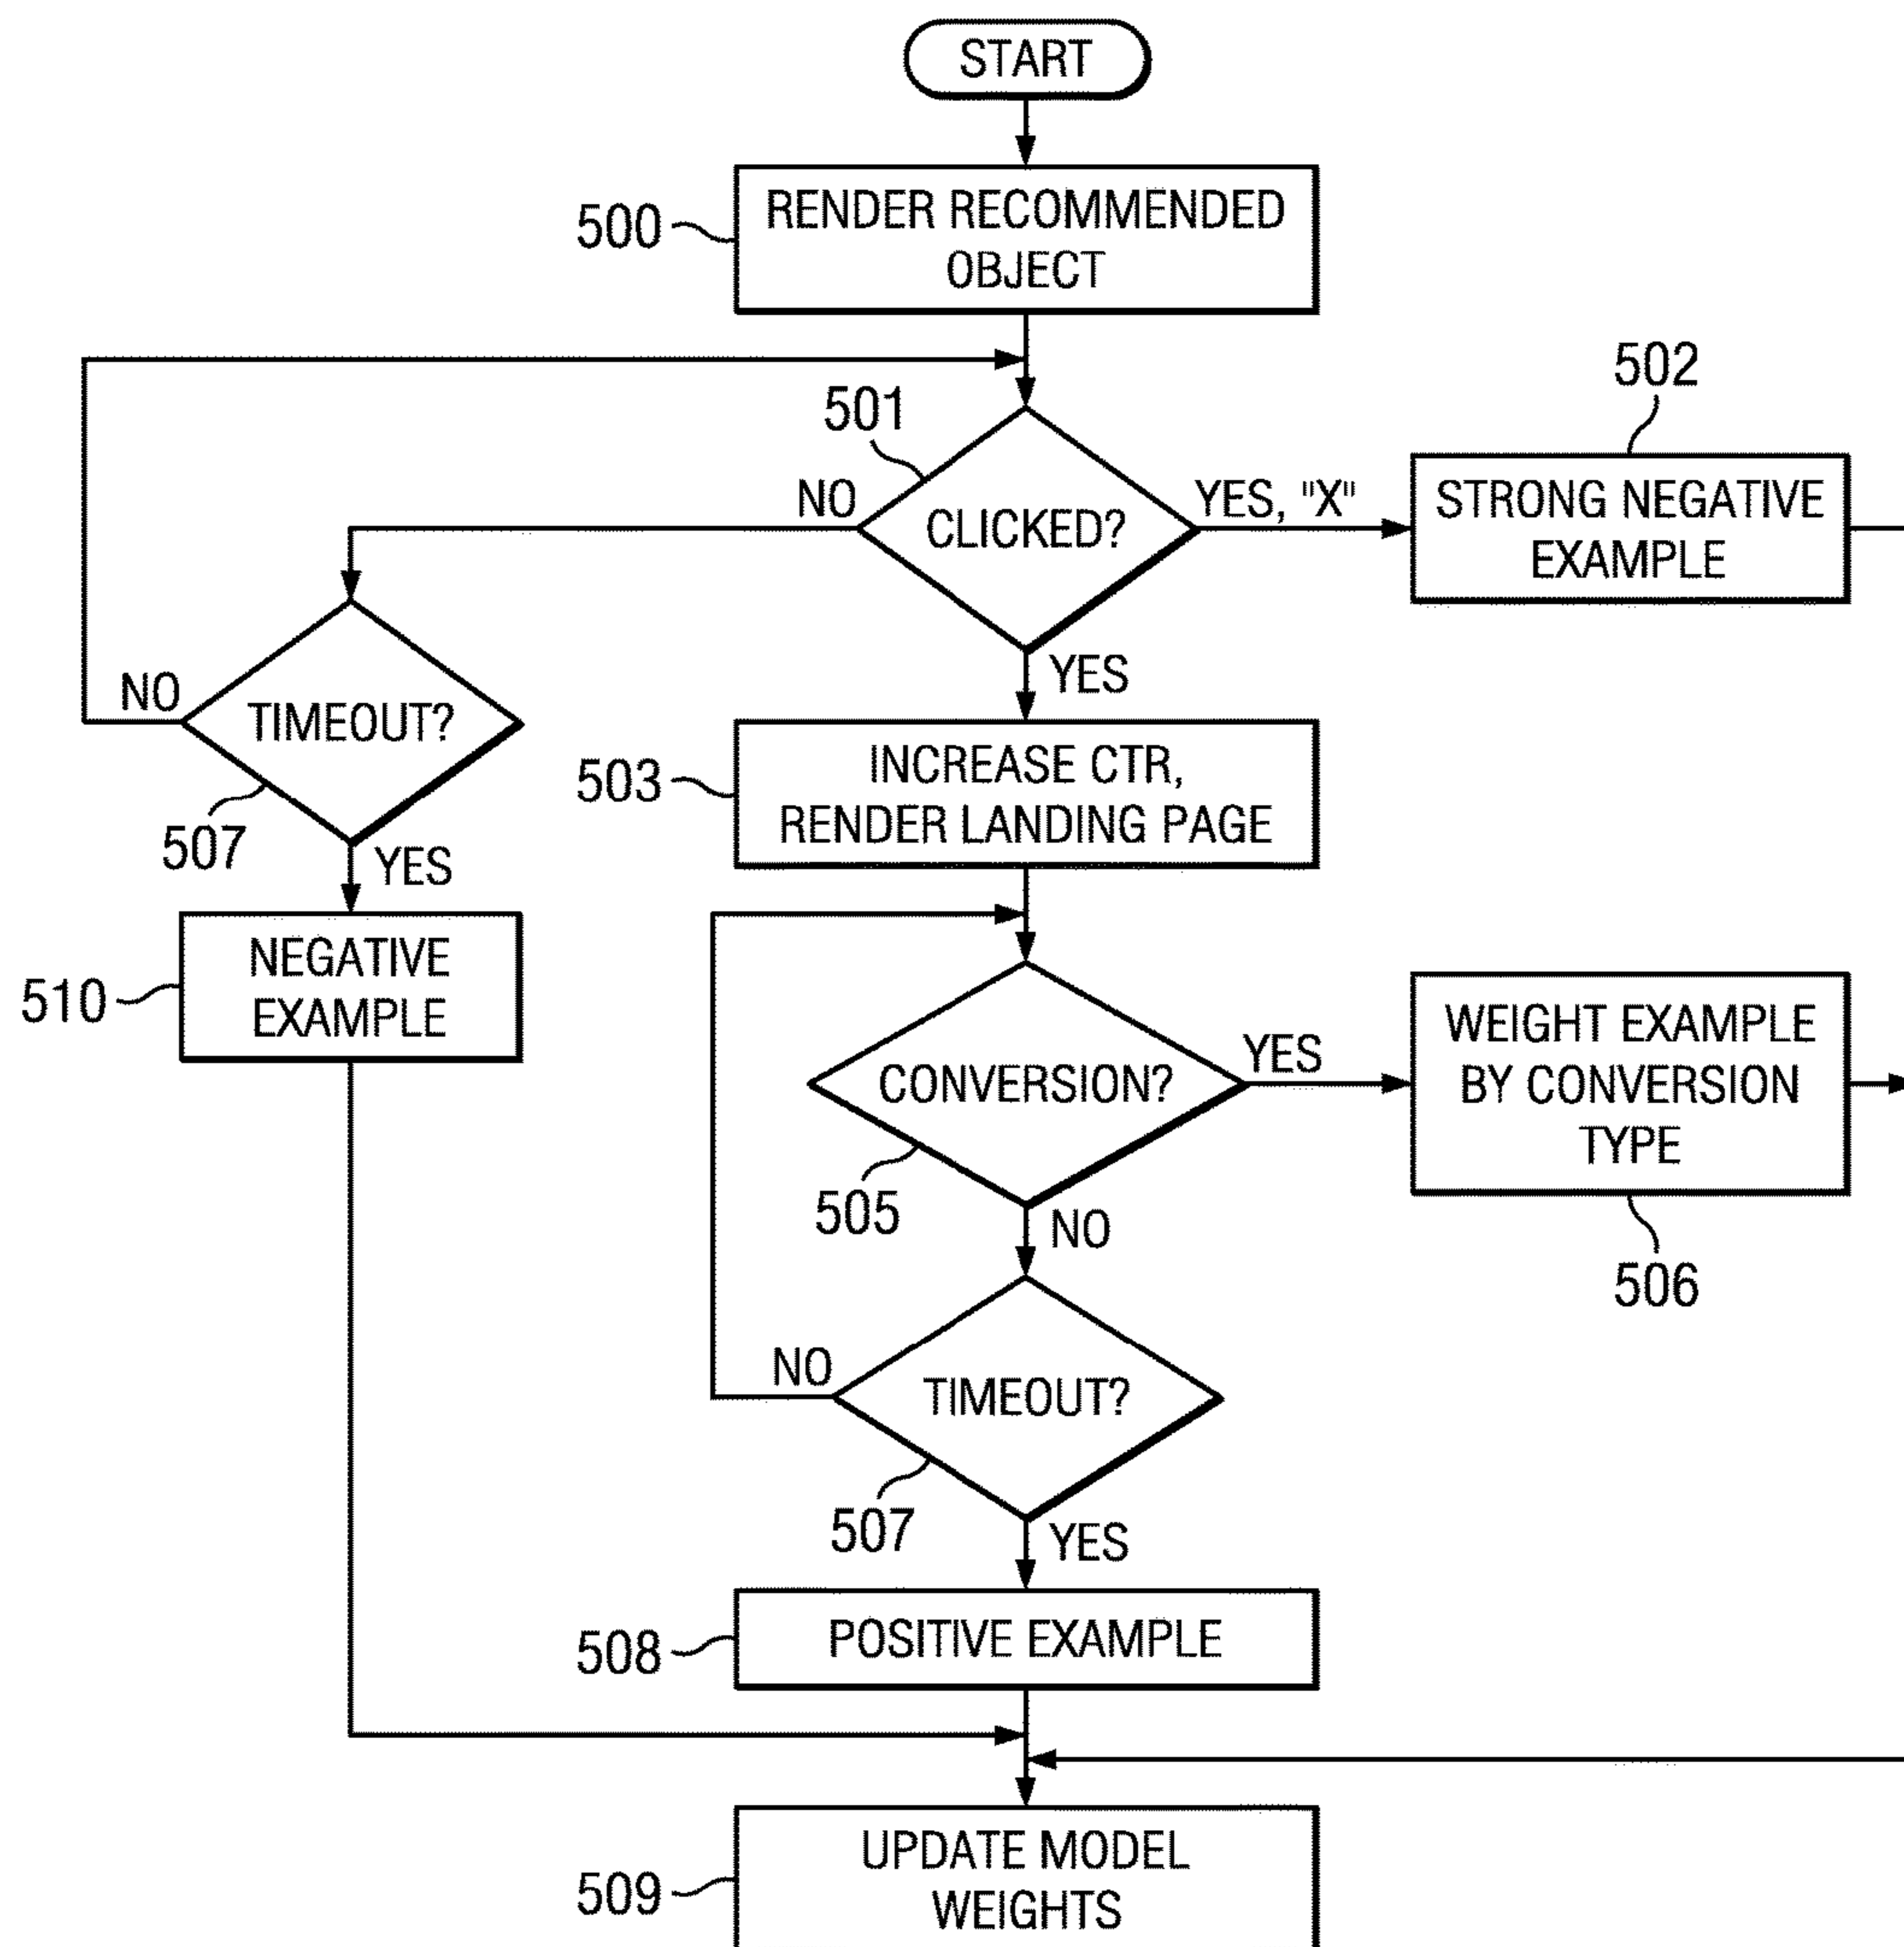 START
500
RENDER RECOMMENDED
OBJECT
501
502
NO
CLICKED?
YES, "X"
STRONG NEGATIVE
EXAMPLE
YES
NO
TIMEOUT?
507
YES
503
INCREASE CTR,
RENDER LANDING PAGE
510
NEGATIVE
EXAMPLE
CONVERSION?
YES
505
NO
WEIGHT EXAMPLE
BY CONVERSION
TYPE
506
NO
TIMEOUT?
507
YES
508
POSITIVE EXAMPLE
509
UPDATE MODEL
WEIGHTS